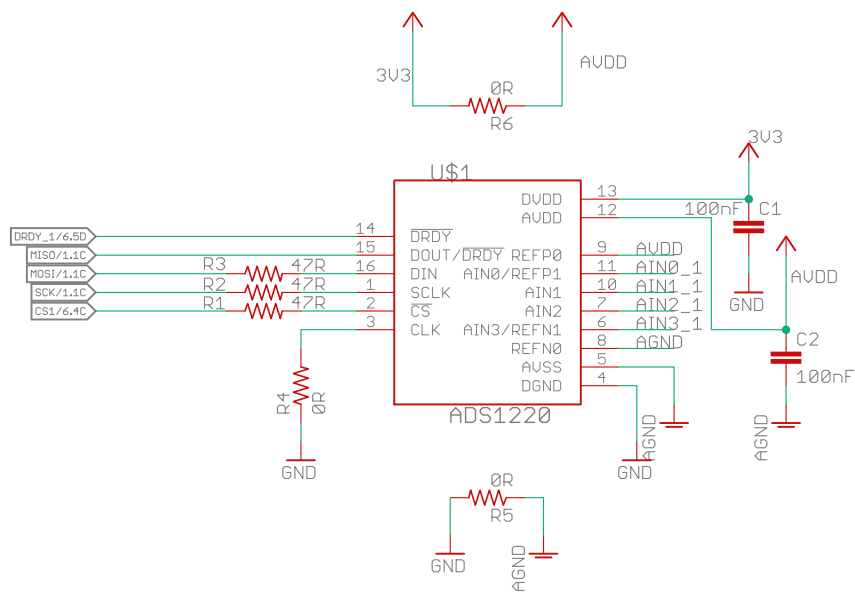 3V3
AVDD
0R
R6
U$1
3V3
DVDD 13
100nF C1
AVDD 12
DRDY_1/6.5D 14 DRDY
MISO/1.1C 15 DOUT/DRDY REFP0 9 AVDD
MOSI/1.1C R3 47R 16 DIN AIN0/REFP1 11 AIN0_1
SCK/1.1C R2 47R 1 SCLK AIN1 10 AIN1_1
CS1/6.4C R1 47R 2 CS AIN2 7 AIN2_1
3 CLK AIN3/REFN1 6 AIN3_1
REFN0 8 AGND
AVSS 5
DGND 4
GND
AVDD
C2
100nF
R4
0R
GND
ADS1220
AGND
GND
AGND
0R
R5
GND
AGND